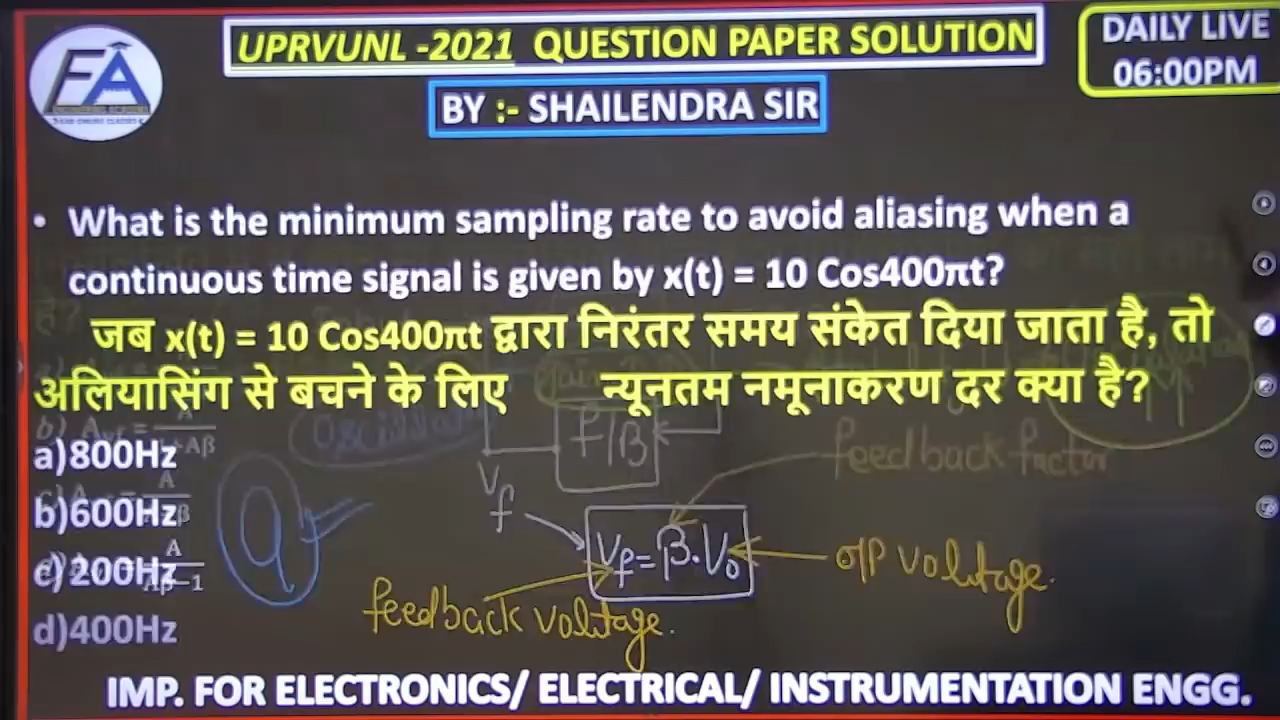 FA
UPRVUNL -2021 QUESTION PAPER SOLUTION
DAILY LIVE
06:00PM
BY :- SHAILENDRA SIR
• What is the minimum sampling rate to avoid aliasing when a
continuous time signal is given by x(t) = 10 Cos400πt?
जब x(t) = 10 Cos400πt द्वारा निरंतर समय संकेत दिया जाता है, तो
अलियासिंग से बचने के लिए न्यूनतम नमूनाकरण दर क्या है?
a)800Hz
b)600Hz
c)200Hz
d)400Hz
f/β
Vf
feedback factor
Vf = β.Vo
o/p voltage.
feedback voltage.
IMP. FOR ELECTRONICS/ ELECTRICAL/ INSTRUMENTATION ENGG.